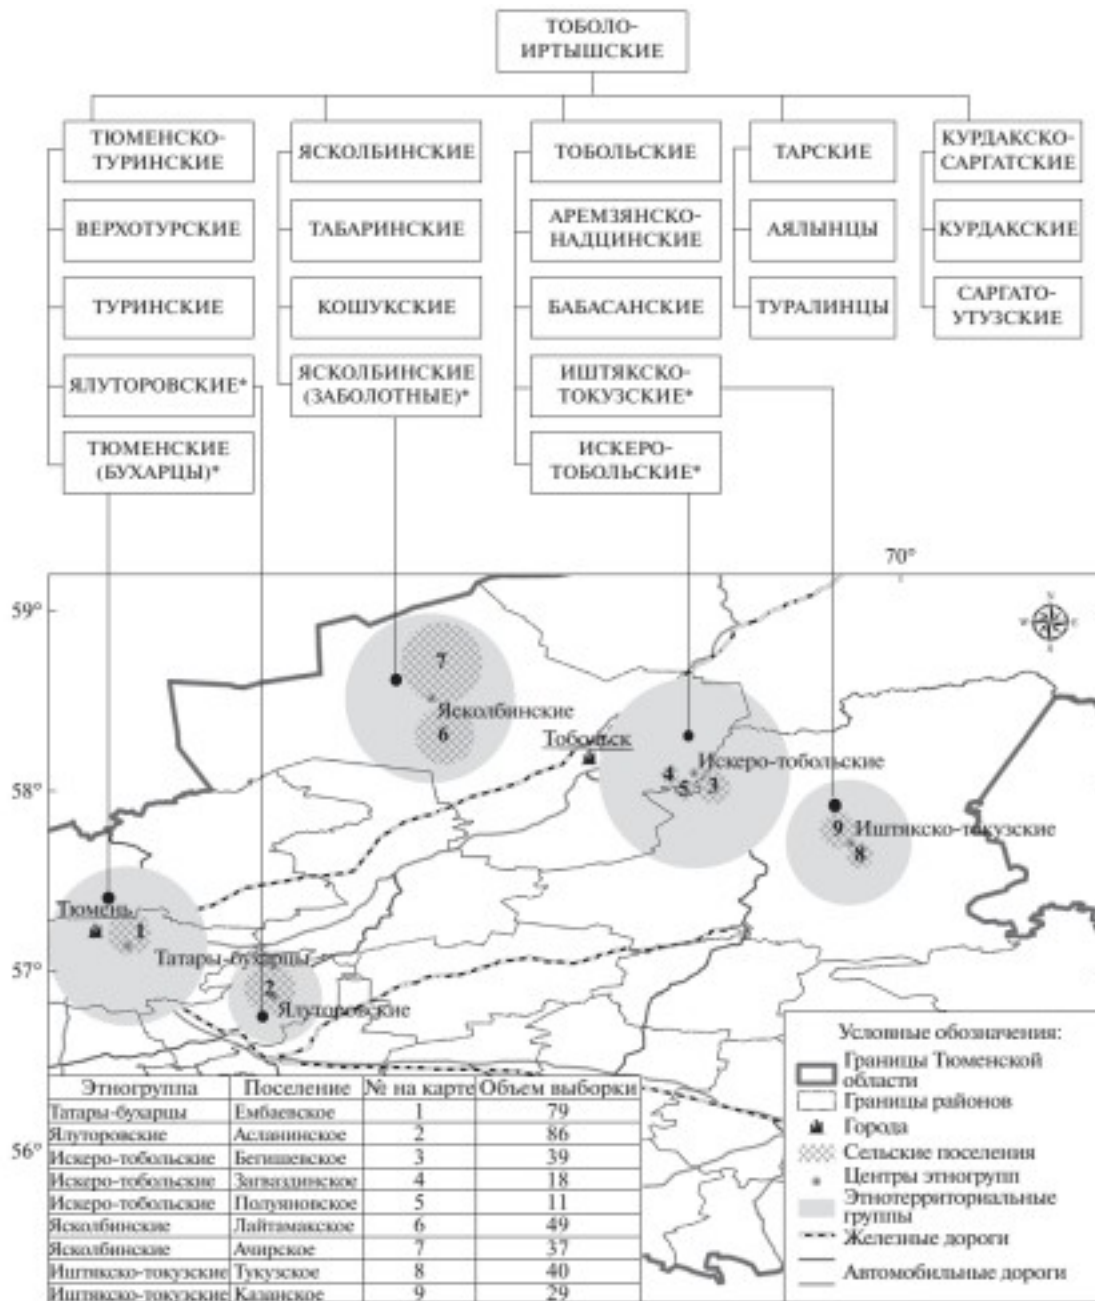 ТОБОЛО-
ИРТЫШСКИЕ
ТЮМЕНСКО-
ТУРИНСКИЕ
ЯСКОЛБИНСКИЕ
ТОБОЛЬСКИЕ
ТАРСКИЕ
КУРДАКСКО-
САРГАТСКИЕ
ВЕРХОТУРСКИЕ
ТАБАРИНСКИЕ
АРЕМЗЯНСКО-
НАДЦИНСКИЕ
АЯЛЫНЦЫ
КУРДАКСКИЕ
ТУРИНСКИЕ
КОШУКСКИЕ
БАБАСАНСКИЕ
ТУРАЛИНЦЫ
САРГАТО-
УТУЗСКИЕ
ЯЛУТОРОВСКИЕ*
ЯСКОЛБИНСКИЕ
(ЗАБОЛОТНЫЕ)*
ИШТЯКСКО-
ТОКУЗСКИЕ*
ТЮМЕНСКИЕ
(БУХАРЦЫ)*
ИСКЕРО-
ТОБОЛЬСКИЕ*
70°
59°
N
W E
S
7
Ясколбинские
6
Тобольск
Искеро-тобольские
4
5
3
58°
9
Иштякско-токузские
8
Тюмень
1
Татары-бухарцы
57°
2
Ялуторовские
56°
Этногруппа Поселение № на карте Объем выборки
Татары-бухарцы Ембаевское 1 79
Ялуторовские Асланинское 2 86
Искеро-тобольские Бегишевское 3 39
Искеро-тобольские Загваздинское 4 18
Искеро-тобольские Полуяновское 5 11
Ясколбинские Лайтамакское 6 49
Ясколбинские Ачирское 7 37
Иштякско-токузские Тукузское 8 40
Иштякско-токузские Казанское 9 29
Условные обозначения:
Границы Тюменской
области
Границы районов
Города
Сельские поселения
Центры этногрупп
Этнотерриториальные
группы
Железные дороги
Автомобильные дороги